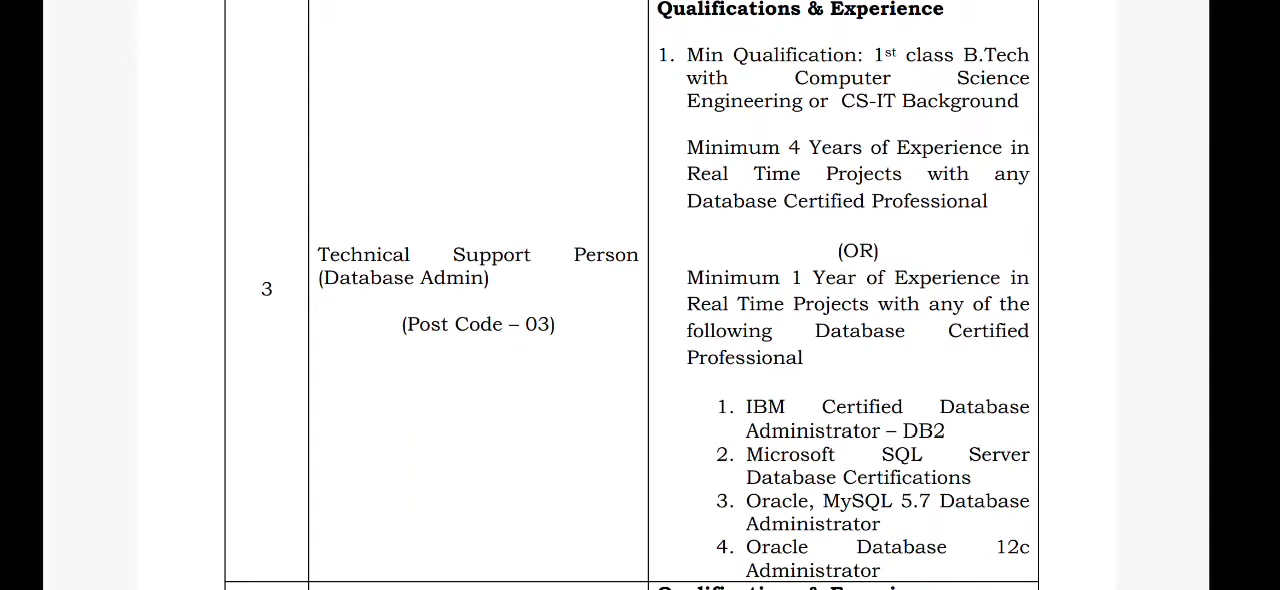 Qualifications & Experience
1. Min Qualification: 1st class B.Tech
with Computer Science
Engineering or CS-IT Background
Minimum 4 Years of Experience in
Real Time Projects with any
Database Certified Professional
(OR)
Minimum 1 Year of Experience in
Real Time Projects with any of the
following Database Certified
Professional
1. IBM Certified Database
Administrator – DB2
2. Microsoft SQL Server
Database Certifications
3. Oracle, MySQL 5.7 Database
Administrator
4. Oracle Database 12c
Administrator
3
Technical Support Person
(Database Admin)
(Post Code – 03)